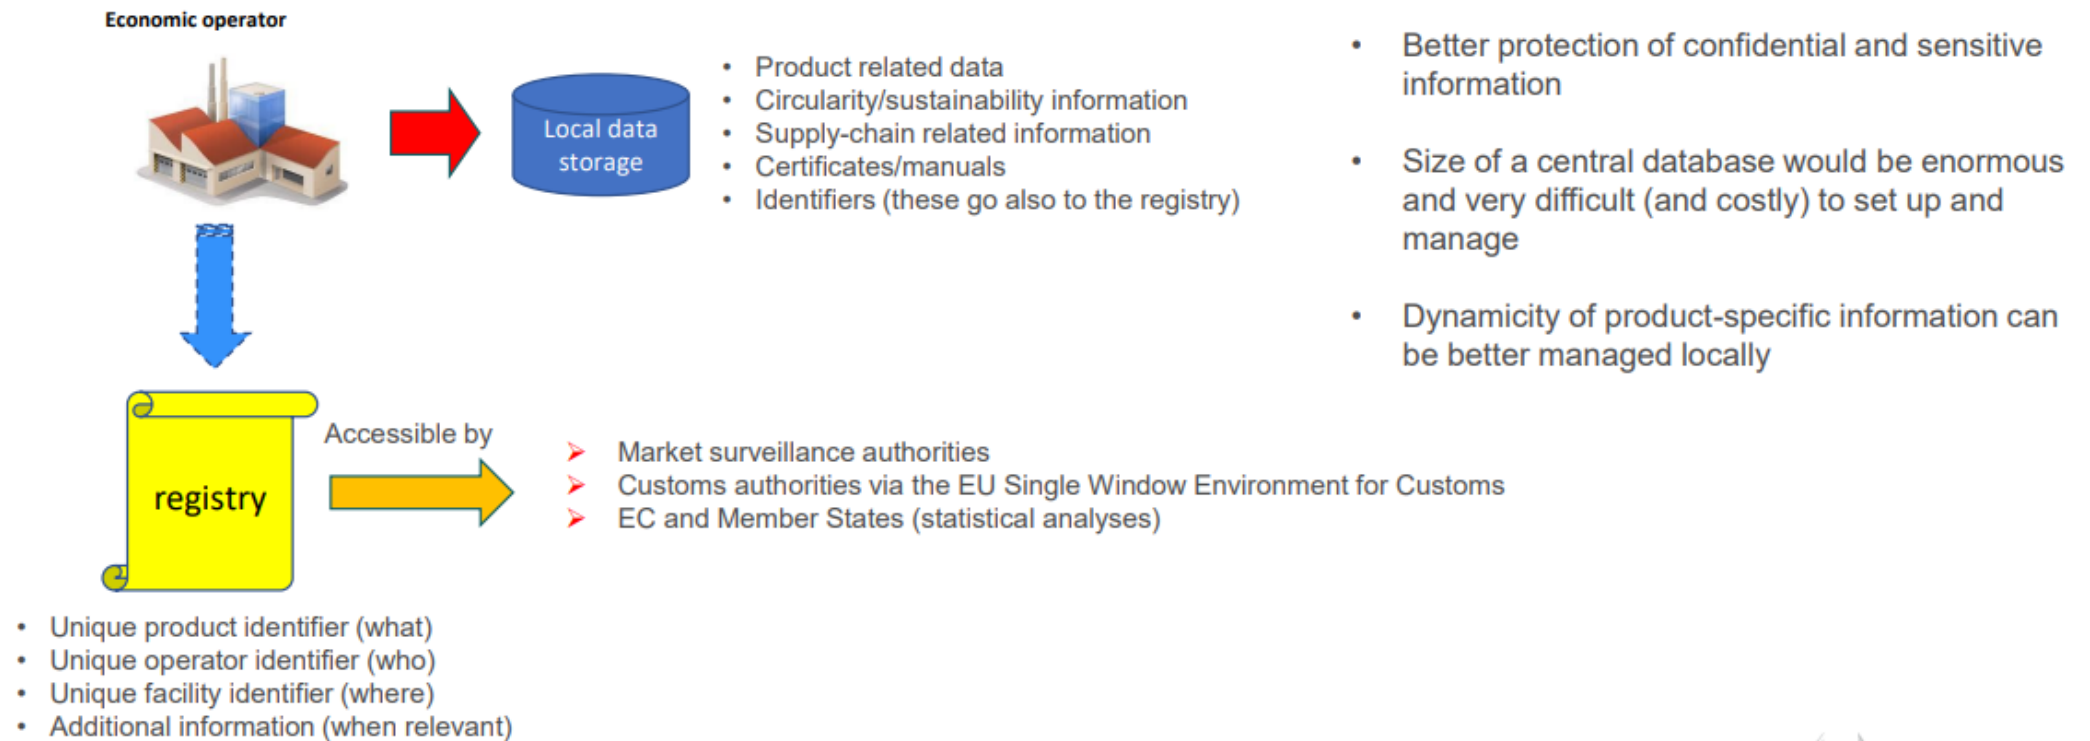 Economic operator
Local data
storage
• Product related data
• Circularity/sustainability information
• Supply-chain related information
• Certificates/manuals
• Identifiers (these go also to the registry)
• Better protection of confidential and sensitive
information
• Size of a central database would be enormous
and very difficult (and costly) to set up and
manage
• Dynamicity of product-specific information can
be better managed locally
registry
Accessible by
➢ Market surveillance authorities
➢ Customs authorities via the EU Single Window Environment for Customs
➢ EC and Member States (statistical analyses)
• Unique product identifier (what)
• Unique operator identifier (who)
• Unique facility identifier (where)
• Additional information (when relevant)